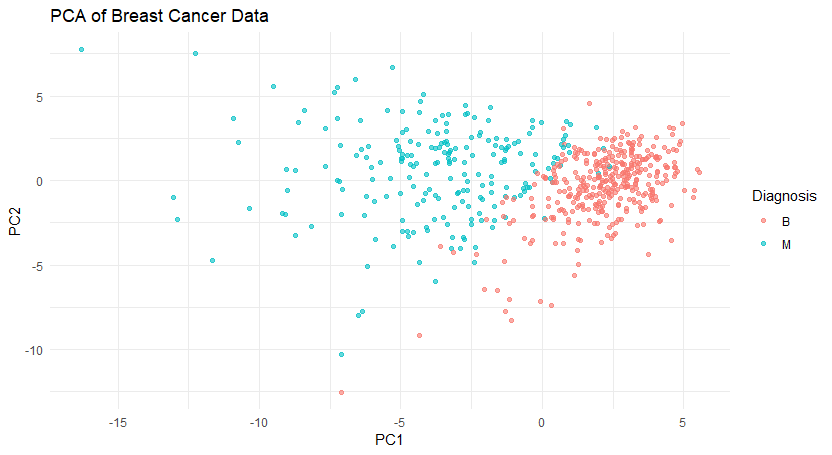 PCA of Breast Cancer Data
5
0
-5
-10
PC2
-15
-10
-5
0
5
PC1
Diagnosis
B
M